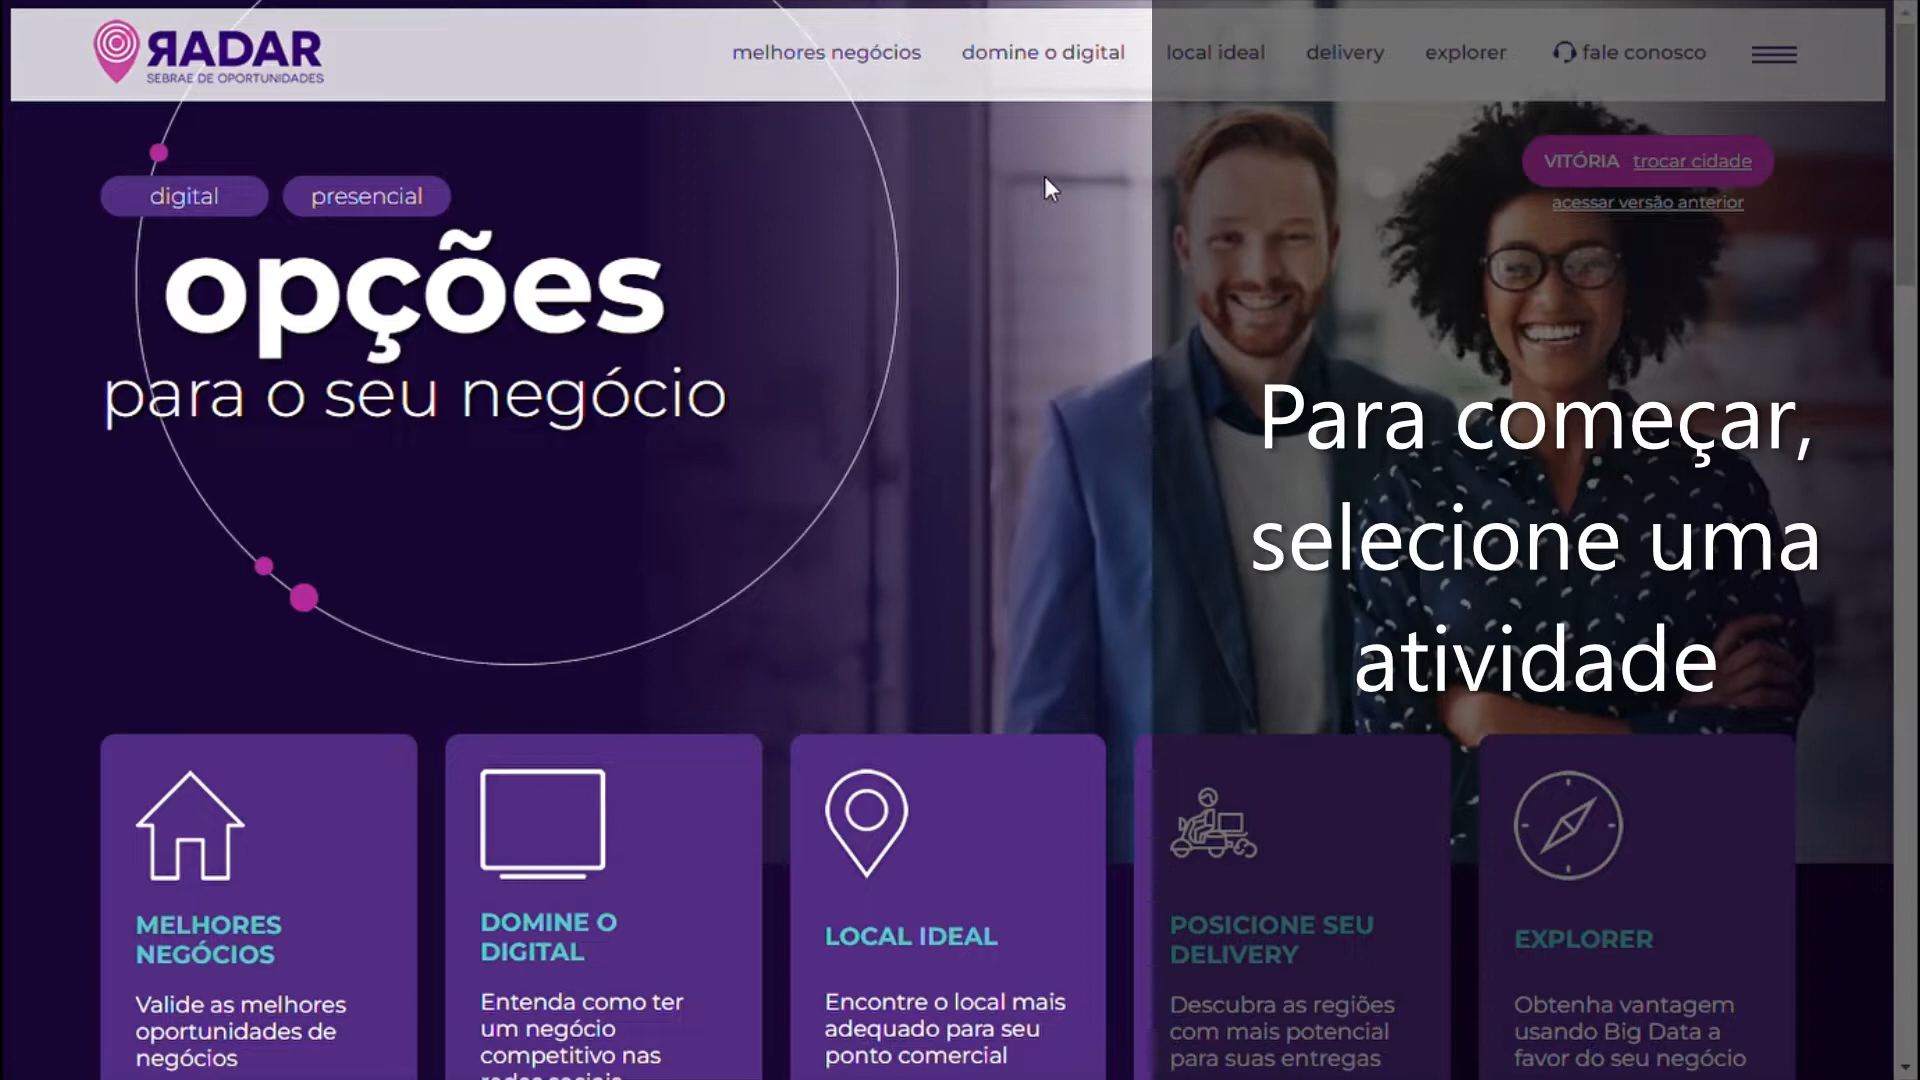 RADAR
SEBRAE DE OPORTUNIDADES
melhores negócios
domine o digital
local ideal
delivery
explorer
fale conosco
VITÓRIA trocar cidade
acessar versão anterior
digital
presencial
opções
para o seu negócio
Para começar,
selecione uma
atividade
MELHORES
NEGÓCIOS
Valide as melhores
oportunidades de
negócios
DOMINE O
DIGITAL
Entenda como ter
um negócio
competitivo nas
redes sociais
LOCAL IDEAL
Encontre o local mais
adequado para seu
ponto comercial
POSICIONE SEU
DELIVERY
Descubra as regiões
com mais potencial
para suas entregas
EXPLORER
Obtenha vantagem
usando Big Data a
favor do seu negócio